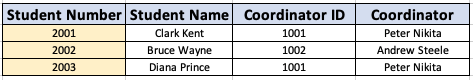 Student Number Student Name Coordinator ID Coordinator
2001 Clark Kent 1001 Peter Nikita
2002 Bruce Wayne 1002 Andrew Steele
2003 Diana Prince 1001 Peter Nikita